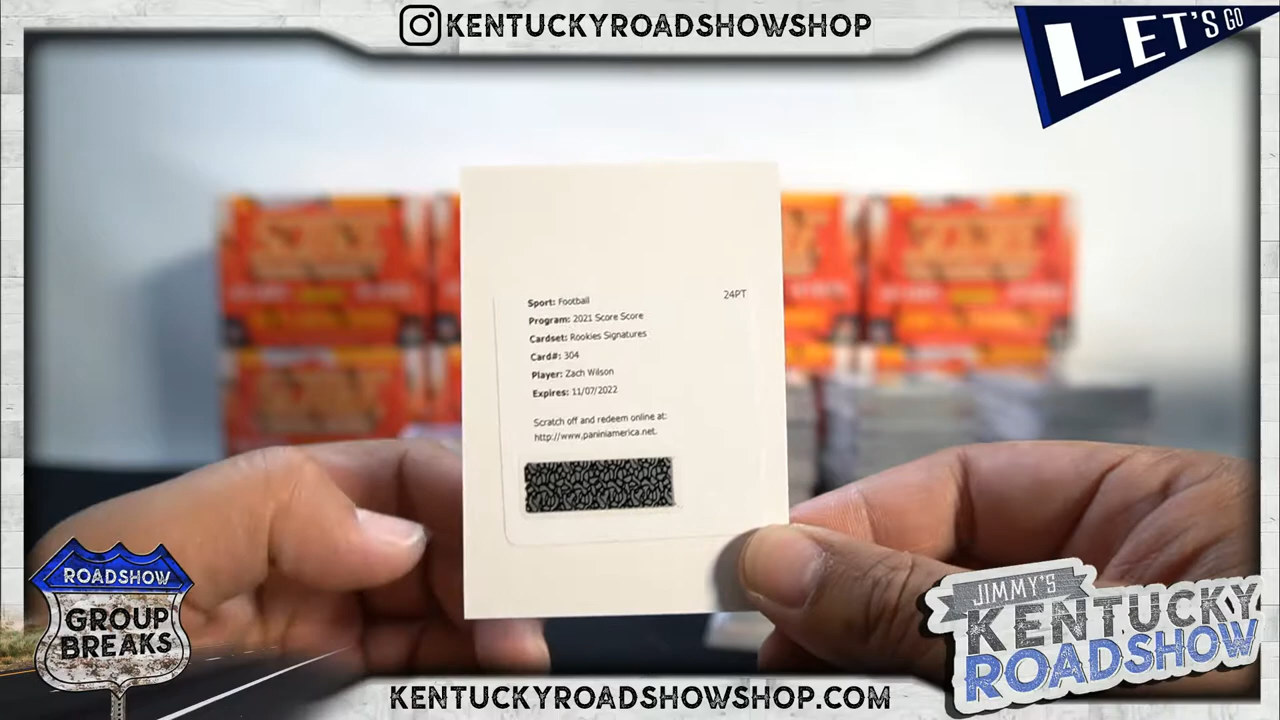 KENTUCKYROADSHOWSHOP
LET'S GO
24PT
Sport: Football
Program: 2021 Score Score
Cardset: Rookies Signatures
Card#: 304
Player: Zach Wilson
Expires: 11/07/2022
Scratch off and redeem online at:
http://www.paniniamerica.net.
ROADSHOW
GROUP
BREAKS
JIMMY'S
KENTUCKY
ROADSHOW
KENTUCKYROADSHOWSHOP.COM